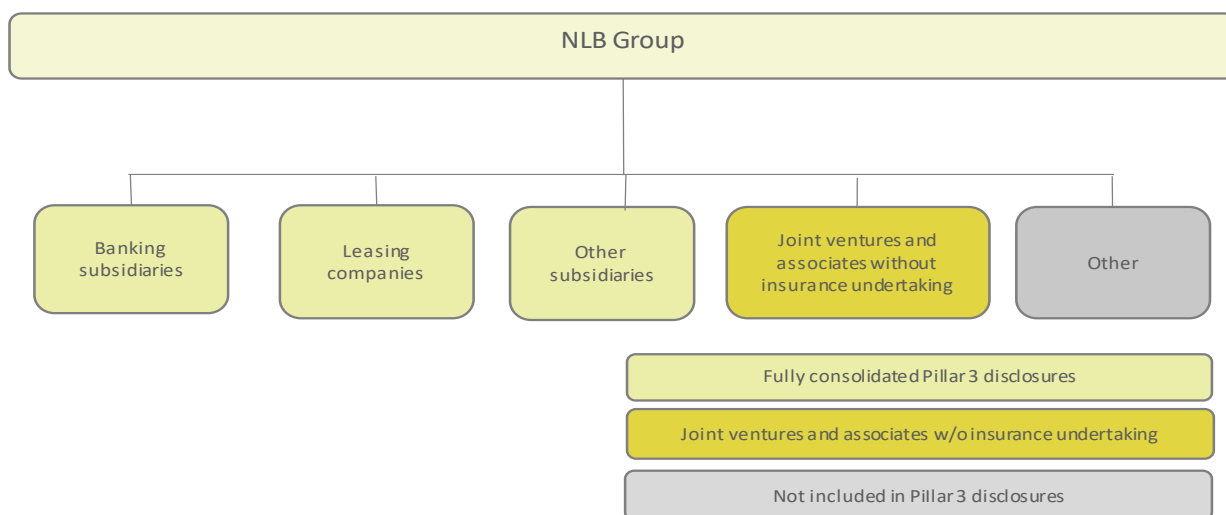 NLB Group
Banking
subsidiaries
Leasing
companies
Other
subsidiaries
Joint ventures and
associates without
insurance undertaking
Other
Fully consolidated Pillar 3 disclosures
Joint ventures and associates w/o insurance undertaking
Not included in Pillar 3 disclosures